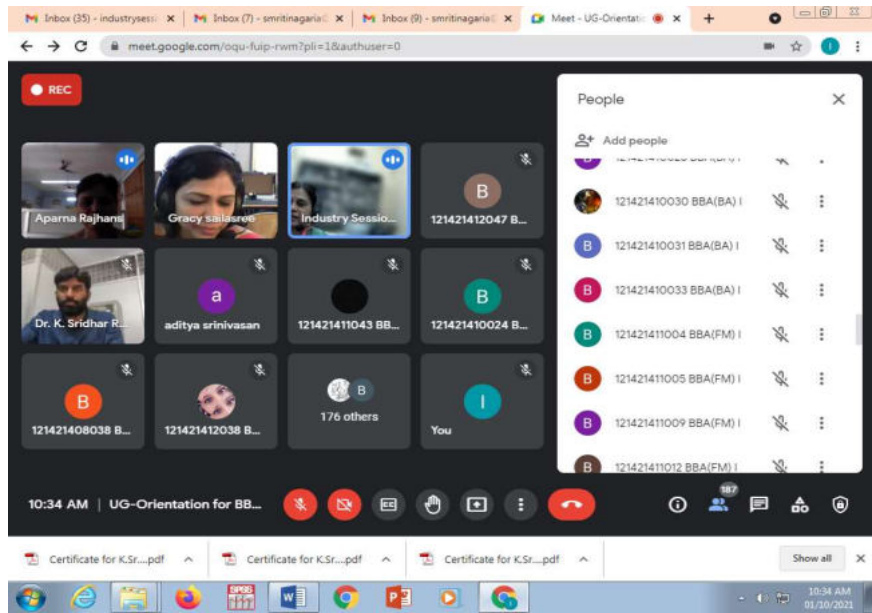 Inbox (35) - industrysessi
Inbox (7) - smritinagaria
Inbox (9) - smritinagaria
Meet - UG-Orientatio
meet.google.com/oqu-fuip-rwm?pli=1&authuser=0
REC
People
Add people
Aparna Rajhans
Gracy sailasree
Industry Sessio...
B
121421412047 B...
121421410030 BBA(BA) I
B
121421410031 BBA(BA) I
B
121421410033 BBA(BA) I
B
121421411004 BBA(FM) I
B
121421411005 BBA(FM) I
B
121421411009 BBA(FM) I
B
121421411012 BBA(FM) I
Dr. K. Sridhar R...
a
aditya srinivasan
121421411043 BB...
B
121421410024 B...
B
121421408038 B...
121421412038 B...
B
176 others
I
You
10:34 AM | UG-Orientation for BB...
CC
187
Certificate for K.Sr....pdf
Certificate for K.Sr....pdf
Certificate for K.Sr....pdf
Show all
SPSS
10:34 AM
01/10/2021